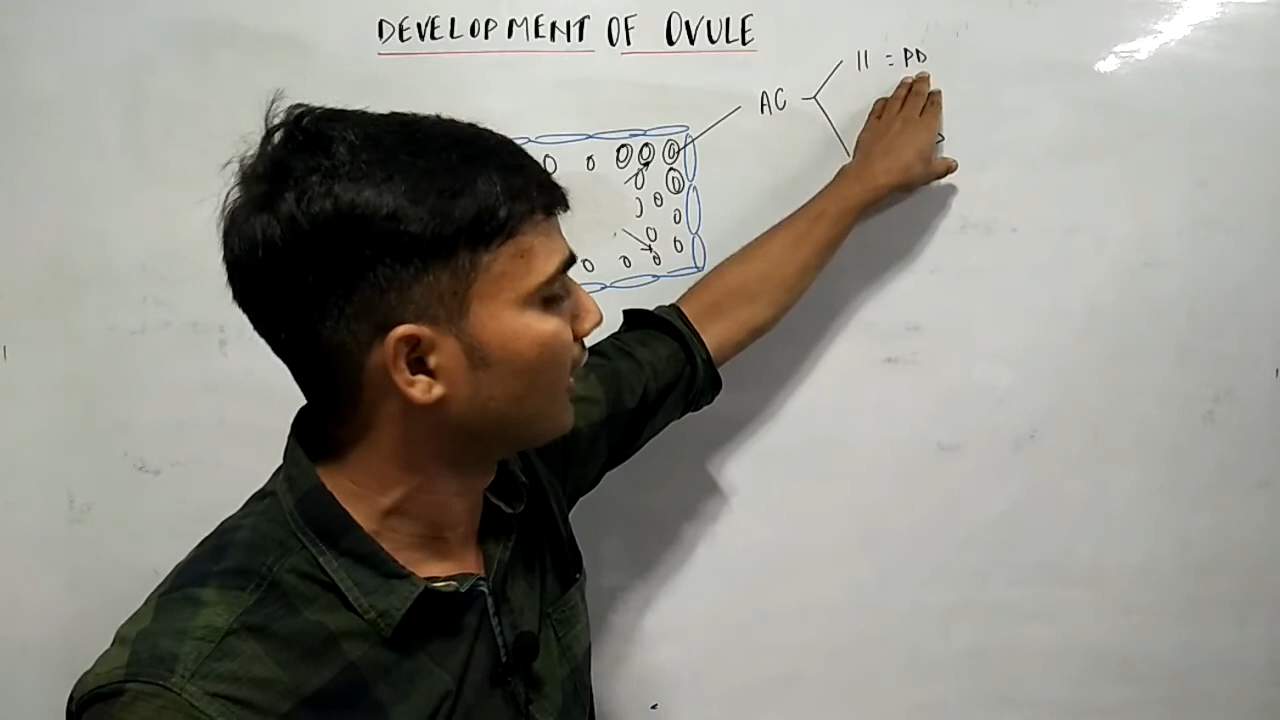 DEVELOPMENT OF OVULE
AC
11 = PD